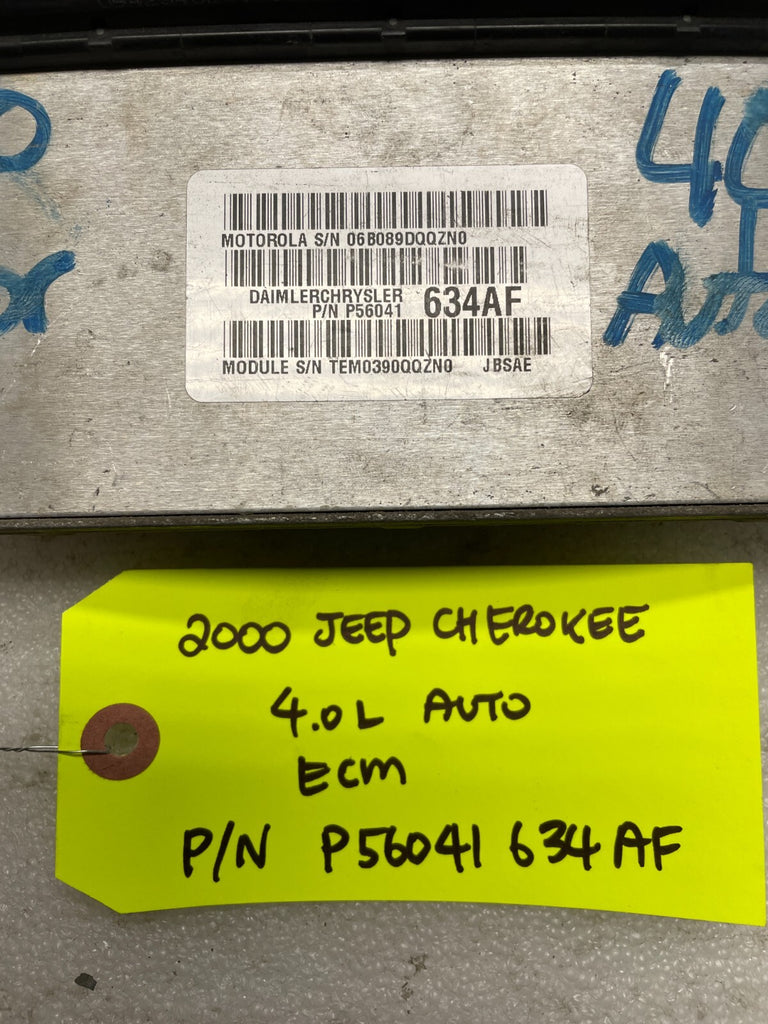 40
Auto
MOTOROLA S/N 06B089DQQZN0
DAIMLERCHRYSLER
P/N P56041 634AF
MODULE S/N TEM0390QQZN0 JBSAE
2000 JEEP CHEROKEE
4.0L AUTO
ECM
P/N P56041 634AF